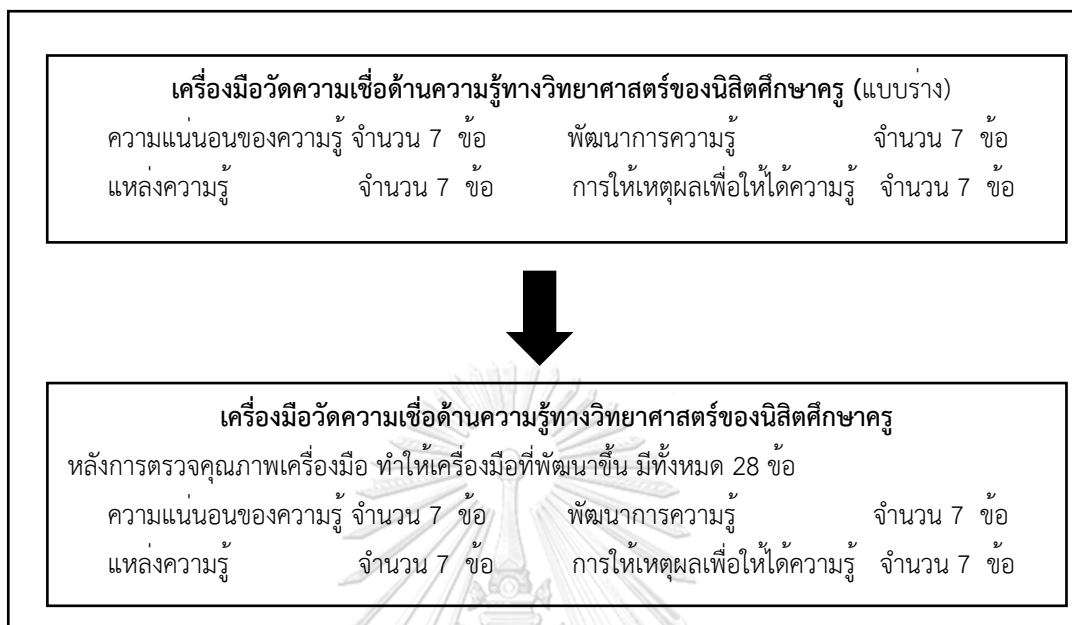 เครื่องมือวัดความเชื่อด้านความรู้ทางวิทยาศาสตร์ของนิสิตศึกษาครู (แบบร่าง)
ความแน่นอนของความรู้ จำนวน 7 ข้อ พัฒนาการความรู้ จำนวน 7 ข้อ
แหล่งความรู้ จำนวน 7 ข้อ การให้เหตุผลเพื่อให้ได้ความรู้ จำนวน 7 ข้อ
เครื่องมือวัดความเชื่อด้านความรู้ทางวิทยาศาสตร์ของนิสิตศึกษาครู
หลังการตรวจคุณภาพเครื่องมือ ทำให้เครื่องมือที่พัฒนาขึ้น มีทั้งหมด 28 ข้อ
ความแน่นอนของความรู้ จำนวน 7 ข้อ พัฒนาการความรู้ จำนวน 7 ข้อ
แหล่งความรู้ จำนวน 7 ข้อ การให้เหตุผลเพื่อให้ได้ความรู้ จำนวน 7 ข้อ